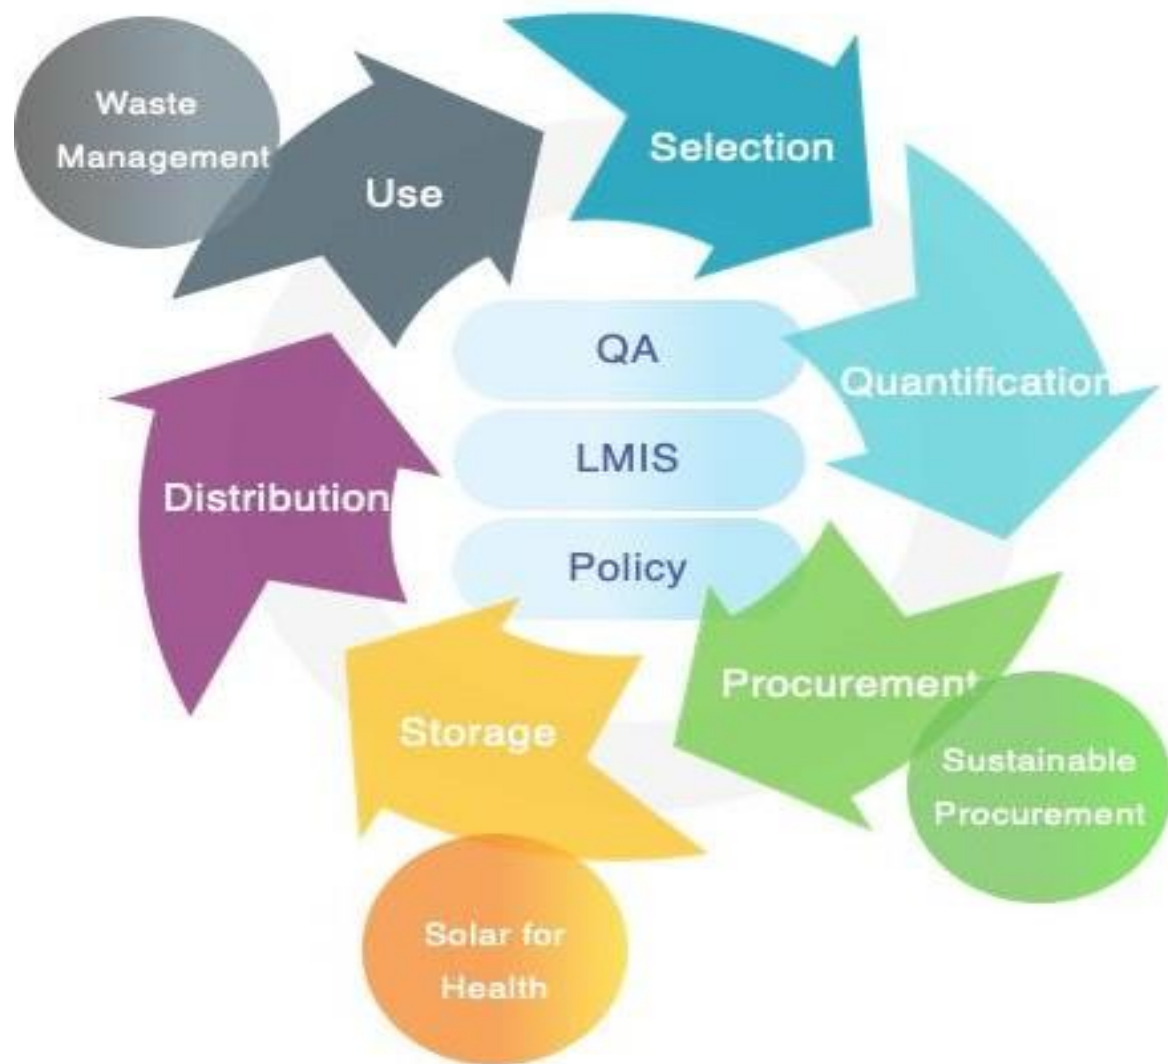 Waste
Management
Use
Selection
Quantification
Procurement
Sustainable
Procurement
Storage
Solar for
Health
Distribution
QA
LMIS
Policy